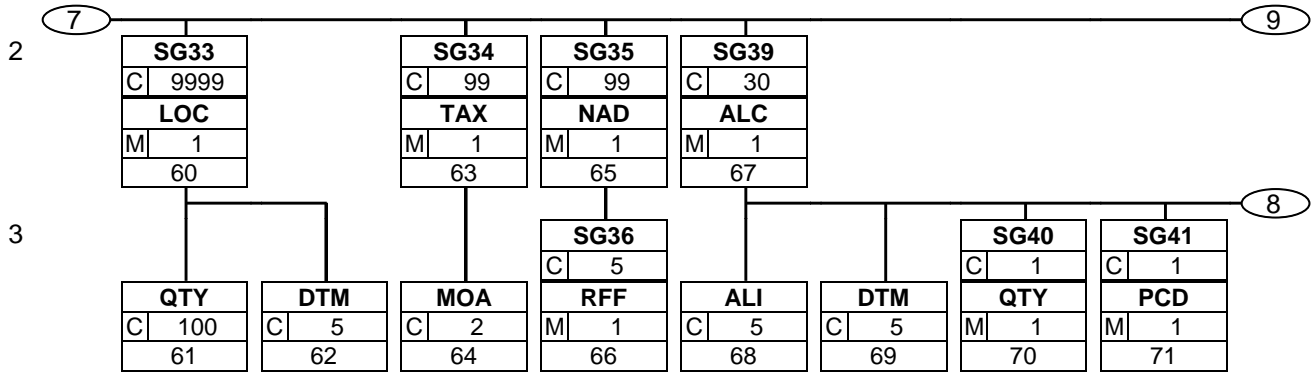 7 9
2
SG33 SG34 SG35 SG39
C 9999 C 99 C 99 C 30
LOC TAX NAD ALC
M 1 M 1 M 1 M 1
60 63 65 67
8
3
SG36 SG40 SG41
C 5 C 1 C 1
QTY DTM MOA RFF ALI DTM QTY PCD
C 100 C 5 C 2 M 1 C 5 C 5 M 1 M 1
61 62 64 66 68 69 70 71